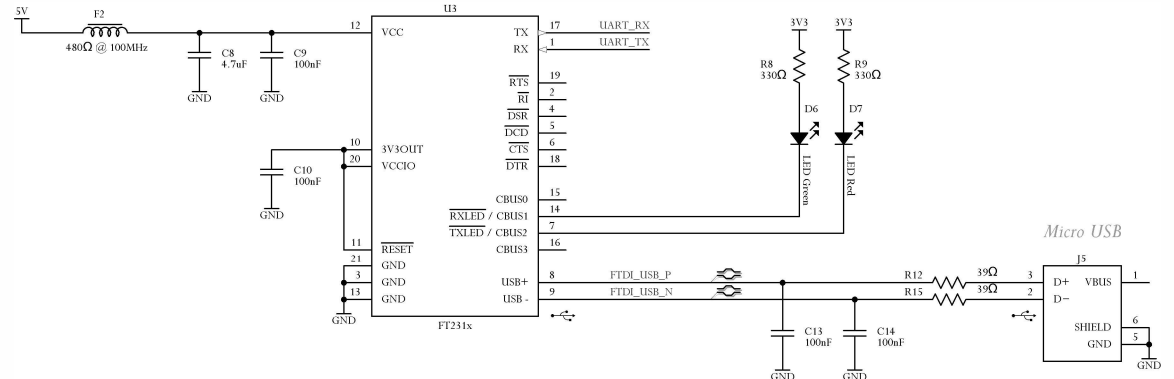 5V
F2
480Ω @ 100MHz
C8
4.7uF
C9
100nF
GND
GND
C10
100nF
GND
GND
U3
12
VCC
10
3V3OUT
20
VCCIO
11
RESET
21
GND
3
GND
13
GND
TX
17
UART_RX
RX
1
UART_TX
RTS
19
RI
2
DSR
4
DCD
5
CTS
6
DTR
18
CBUS0
15
RXLED / CBUS1
14
TXLED / CBUS2
7
CBUS3
16
USB+
8
FTDI_USB_P
USB -
9
FTDI_USB_N
FT231x
3V3
3V3
R8
330Ω
R9
330Ω
D6
D7
LED Green
LED Red
C13
100nF
C14
100nF
GND
GND
R12
39Ω
R15
39Ω
Micro USB
J5
3
D+
VBUS
1
2
D−
SHIELD
6
GND
5
GND